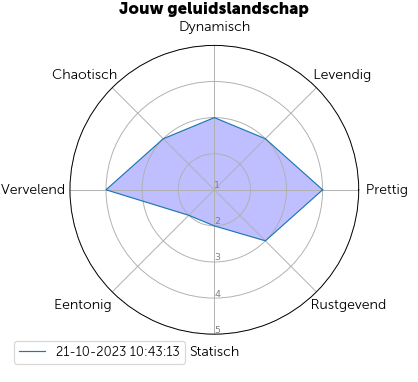 Jouw geluidslandschap
Dynamisch
Chaotisch
Levendig
Vervelend
1
Prettig
2
3
4
Eentonig
Rustgevend
5
21-10-2023 10:43:13
Statisch